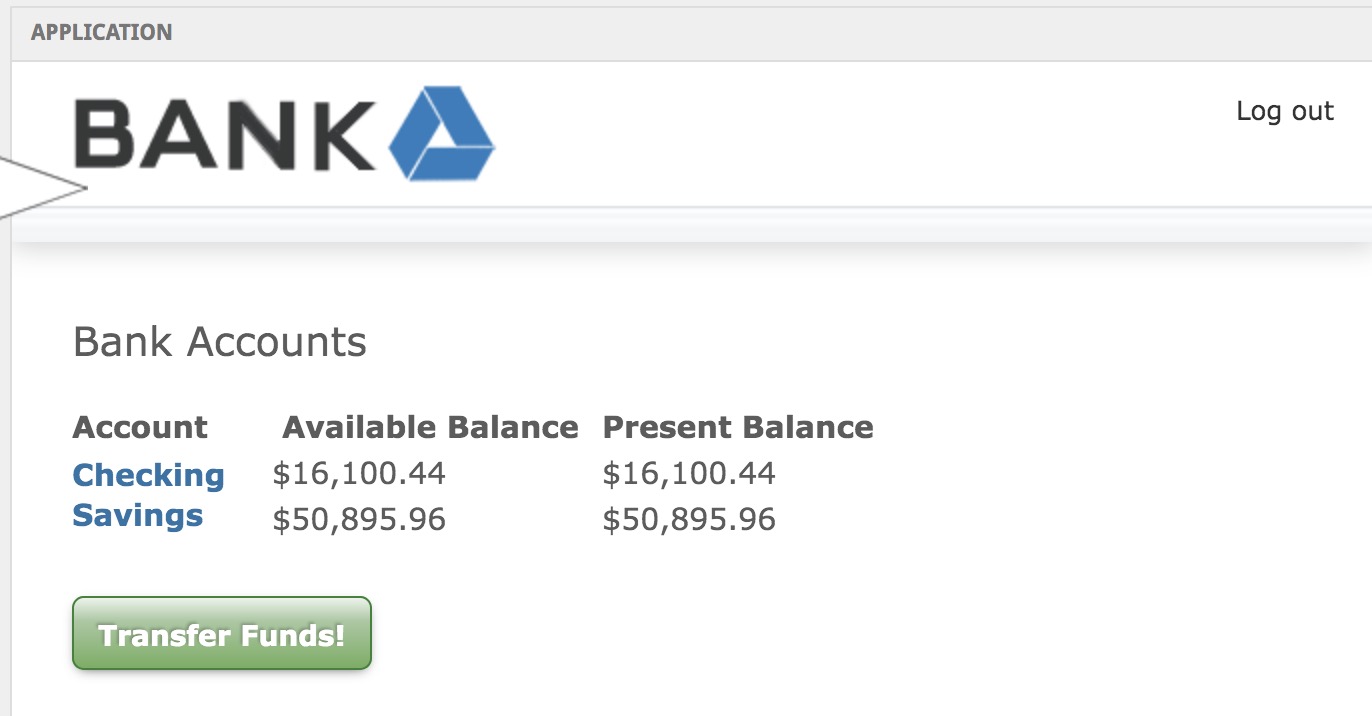 APPLICATION
BANK
Log out
Bank Accounts
Account Available Balance Present Balance
Checking $16,100.44 $16,100.44
Savings $50,895.96 $50,895.96
Transfer Funds!